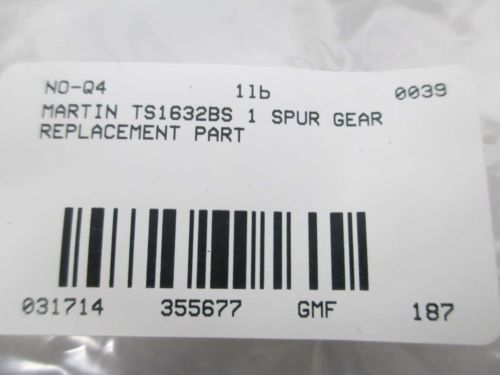 NO-Q4 1lb 0039
MARTIN TS1632BS 1 SPUR GEAR
REPLACEMENT PART
031714 355677 GMF 187